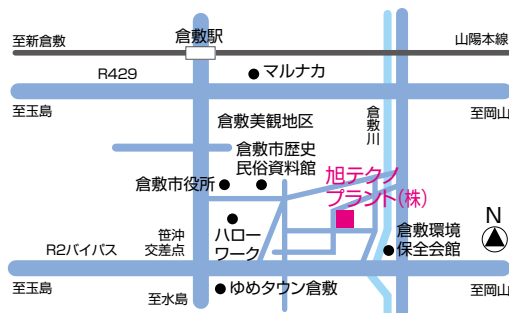 至新倉敷
倉敷駅
山陽本線
R429
マルナカ
至玉島
至岡山
倉敷川
倉敷美観地区
倉敷市歴史
民俗資料館
倉敷市役所
旭テクノ
プラント(株)
ハロー
ワーク
笹沖
交差点
R2バイパス
倉敷環境
保全会館
N
至玉島
至水島
ゆめタウン倉敷
至岡山